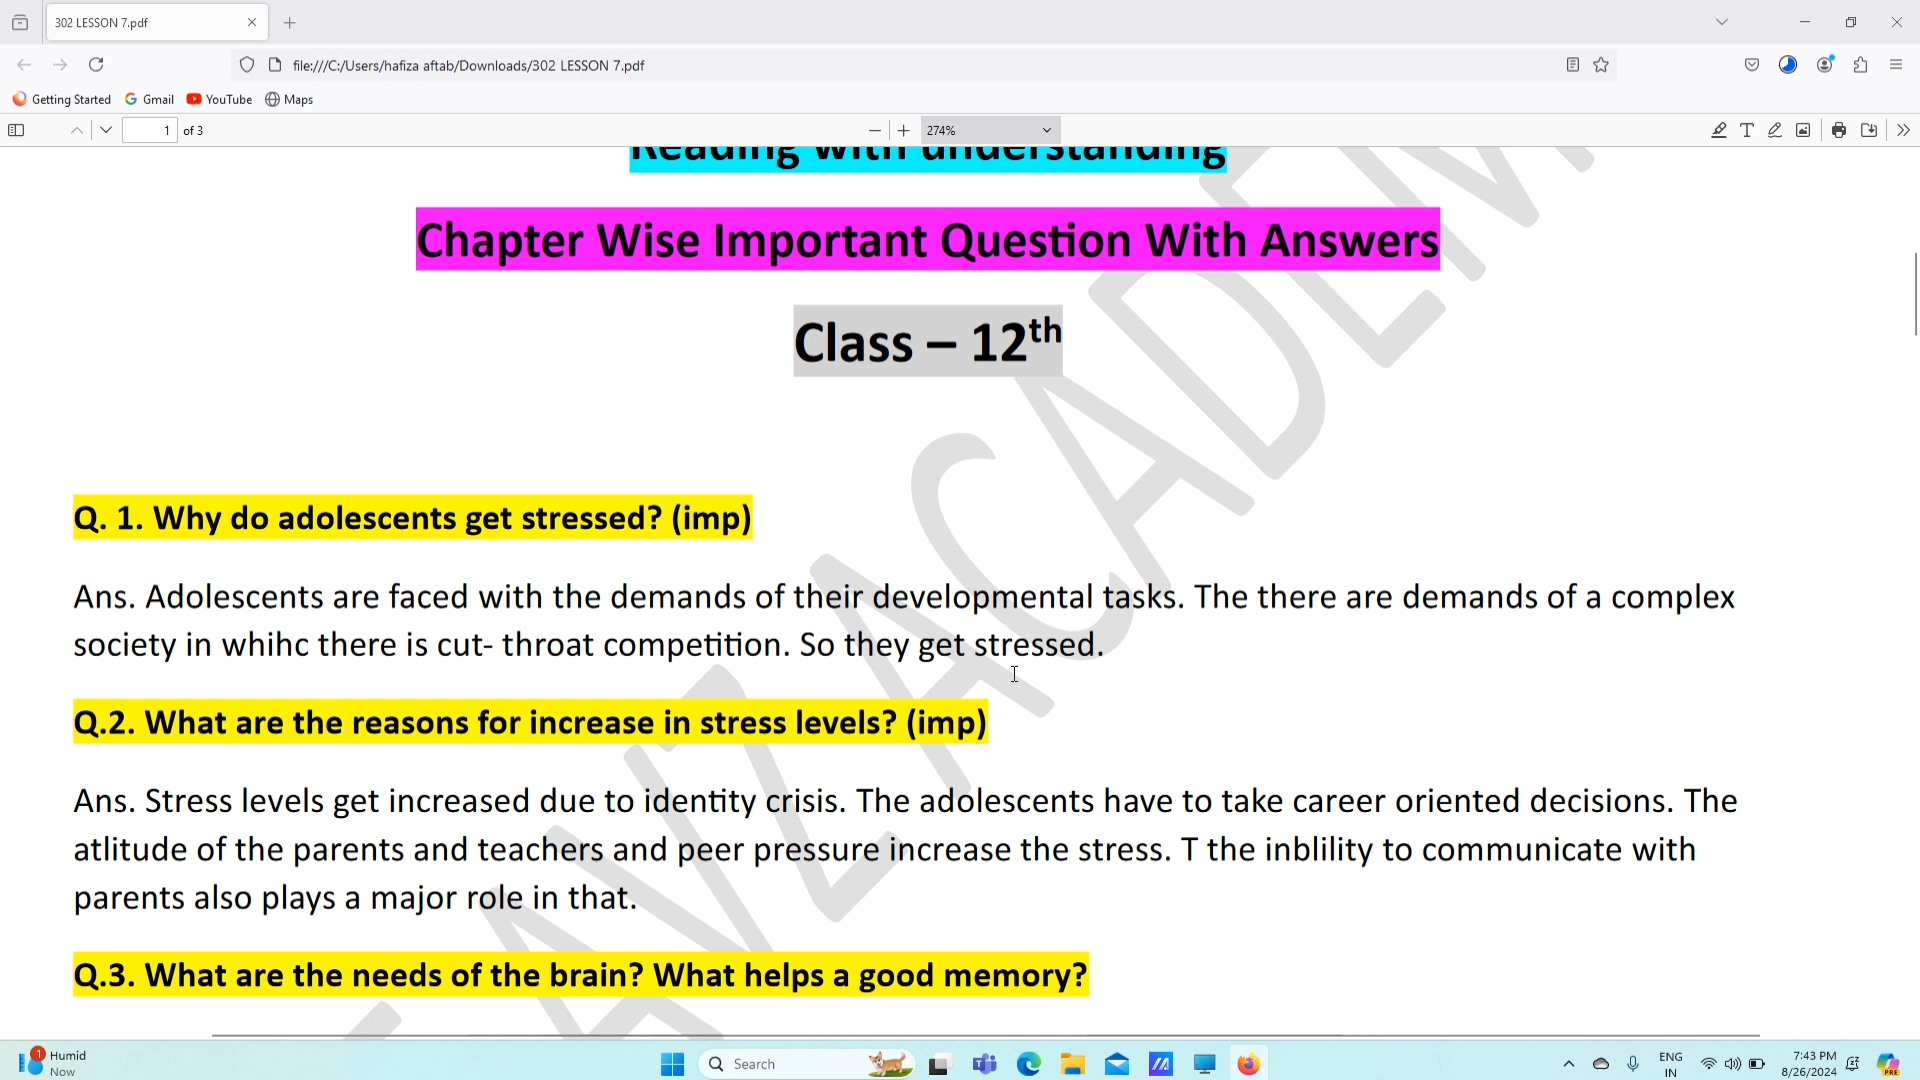 302 LESSON 7.pdf
file:///C:/Users/hafiza aftab/Downloads/302 LESSON 7.pdf
Getting Started Gmail YouTube Maps
1 of 3 274%
Reading with understanding
Chapter Wise Important Question With Answers
Class – 12th
Q. 1. Why do adolescents get stressed? (imp)
Ans. Adolescents are faced with the demands of their developmental tasks. The there are demands of a complex
society in whihc there is cut- throat competition. So they get stressed.
Q.2. What are the reasons for increase in stress levels? (imp)
Ans. Stress levels get increased due to identity crisis. The adolescents have to take career oriented decisions. The
atlitude of the parents and teachers and peer pressure increase the stress. T the inblility to communicate with
parents also plays a major role in that.
Q.3. What are the needs of the brain? What helps a good memory?
1 Humid
Now
Search
ENG
IN
7:43 PM
8/26/2024
PRE